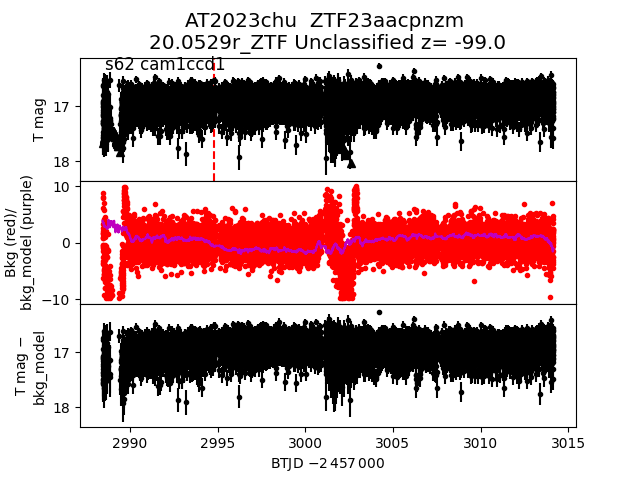 AT2023chu  ZTF23aacpnzm
20.0529r_ZTF Unclassified z= -99.0
s62 cam1ccd1
T mag
17
18
Bkg (red)/
bkg_model (purple)
10
0
−10
T mag −
bkg_model
17
18
2990
2995
3000
3005
3010
3015
BTJD −2 457 000